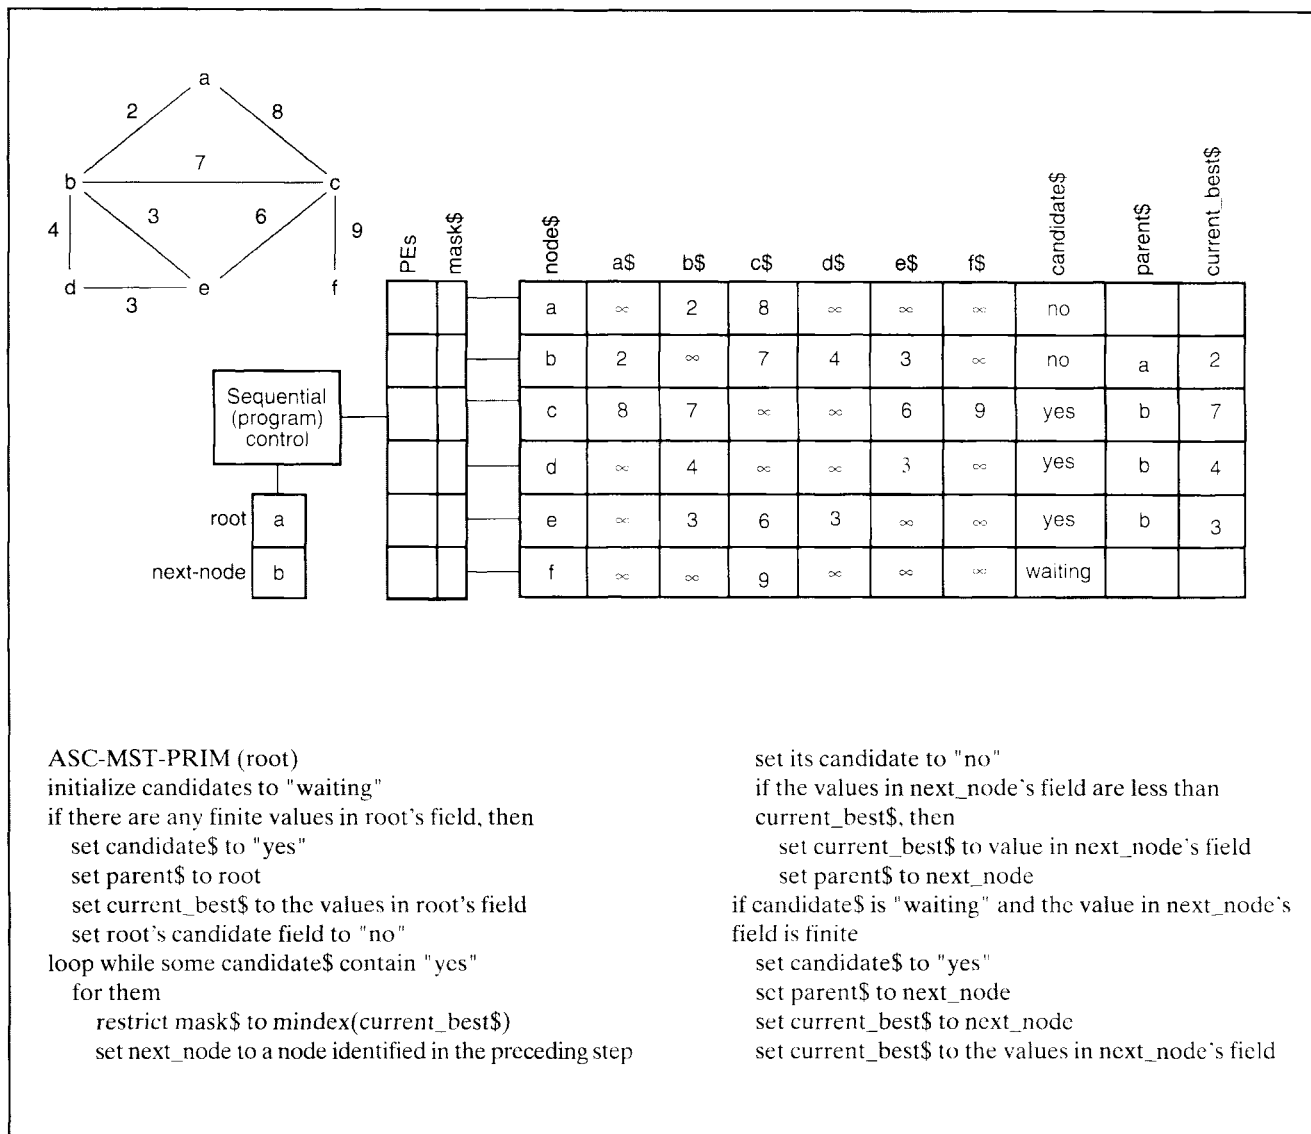 a
2
8
7
b
c
4
3
6
9
d
3
e
f
PEs
mask$
node$
a$
b$
c$
d$
e$
f$
candidate$
parent$
current_best$
a ∞ 2 8 ∞ ∞ ∞ no
b 2 ∞ 7 4 3 ∞ no a 2
c 8 7 ∞ ∞ 6 9 yes b 7
d ∞ 4 ∞ ∞ 3 ∞ yes b 4
e ∞ 3 6 3 ∞ ∞ yes b 3
f ∞ ∞ 9 ∞ ∞ ∞ waiting
Sequential
(program)
control
root a
next-node b
ASC-MST-PRIM (root)
initialize candidates to "waiting"
if there are any finite values in root's field, then
set candidate$ to "yes"
set parent$ to root
set current_best$ to the values in root's field
set root's candidate field to "no"
loop while some candidate$ contain "yes"
for them
restrict mask$ to mindex(current_best$)
set next_node to a node identified in the preceding step
set its candidate to "no"
if the values in next_node's field are less than
current_best$, then
set current_best$ to value in next_node's field
set parent$ to next_node
if candidate$ is "waiting" and the value in next_node's
field is finite
set candidate$ to "yes"
set parent$ to next_node
set current_best$ to next_node
set current_best$ to the values in next_node's field